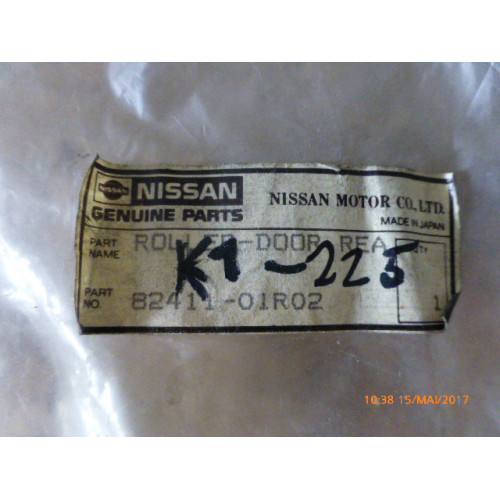 NISSAN
NISSAN
GENUINE PARTS
NISSAN MOTOR CO., LTD.
MADE IN JAPAN
PART NAME
ROLLER-DOOR REA
K1-225
PART NO.
82411-01R02
1
10:38 15/MAI/2017